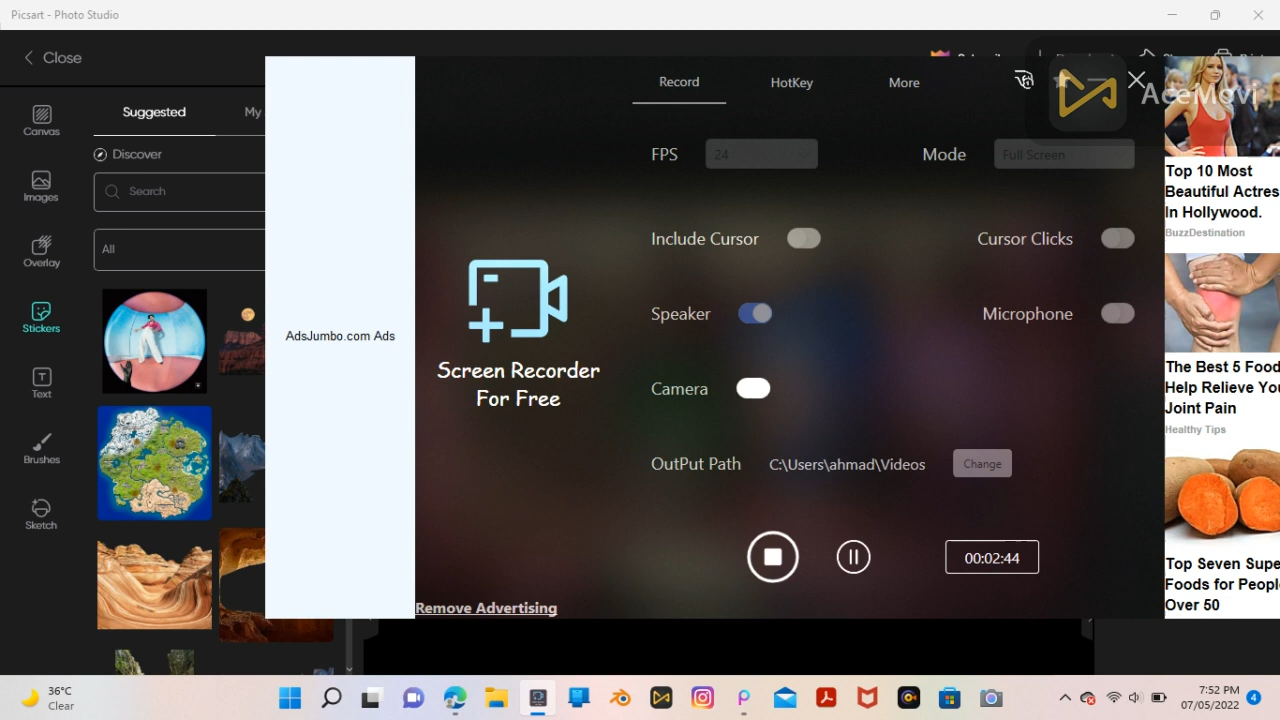 Picsart - Photo Studio
Close
Record
HotKey
More
AceMovi
Canvas
Images
Overlay
Stickers
Text
Brushes
Sketch
Suggested
My
Discover
Search
All
AdsJumbo.com Ads
Screen Recorder
For Free
FPS
24
Mode
Full Screen
Include Cursor
Cursor Clicks
Speaker
Microphone
Camera
OutPut Path
C:\Users\ahmad\Videos
Change
00:02:44
Remove Advertising
Top 10 Most
Beautiful Actres
In Hollywood.
BuzzDestination
The Best 5 Food
Help Relieve You
Joint Pain
Healthy Tips
Top Seven Supe
Foods for Peopl
Over 50
36°C
Clear
7:52 PM
07/05/2022
4